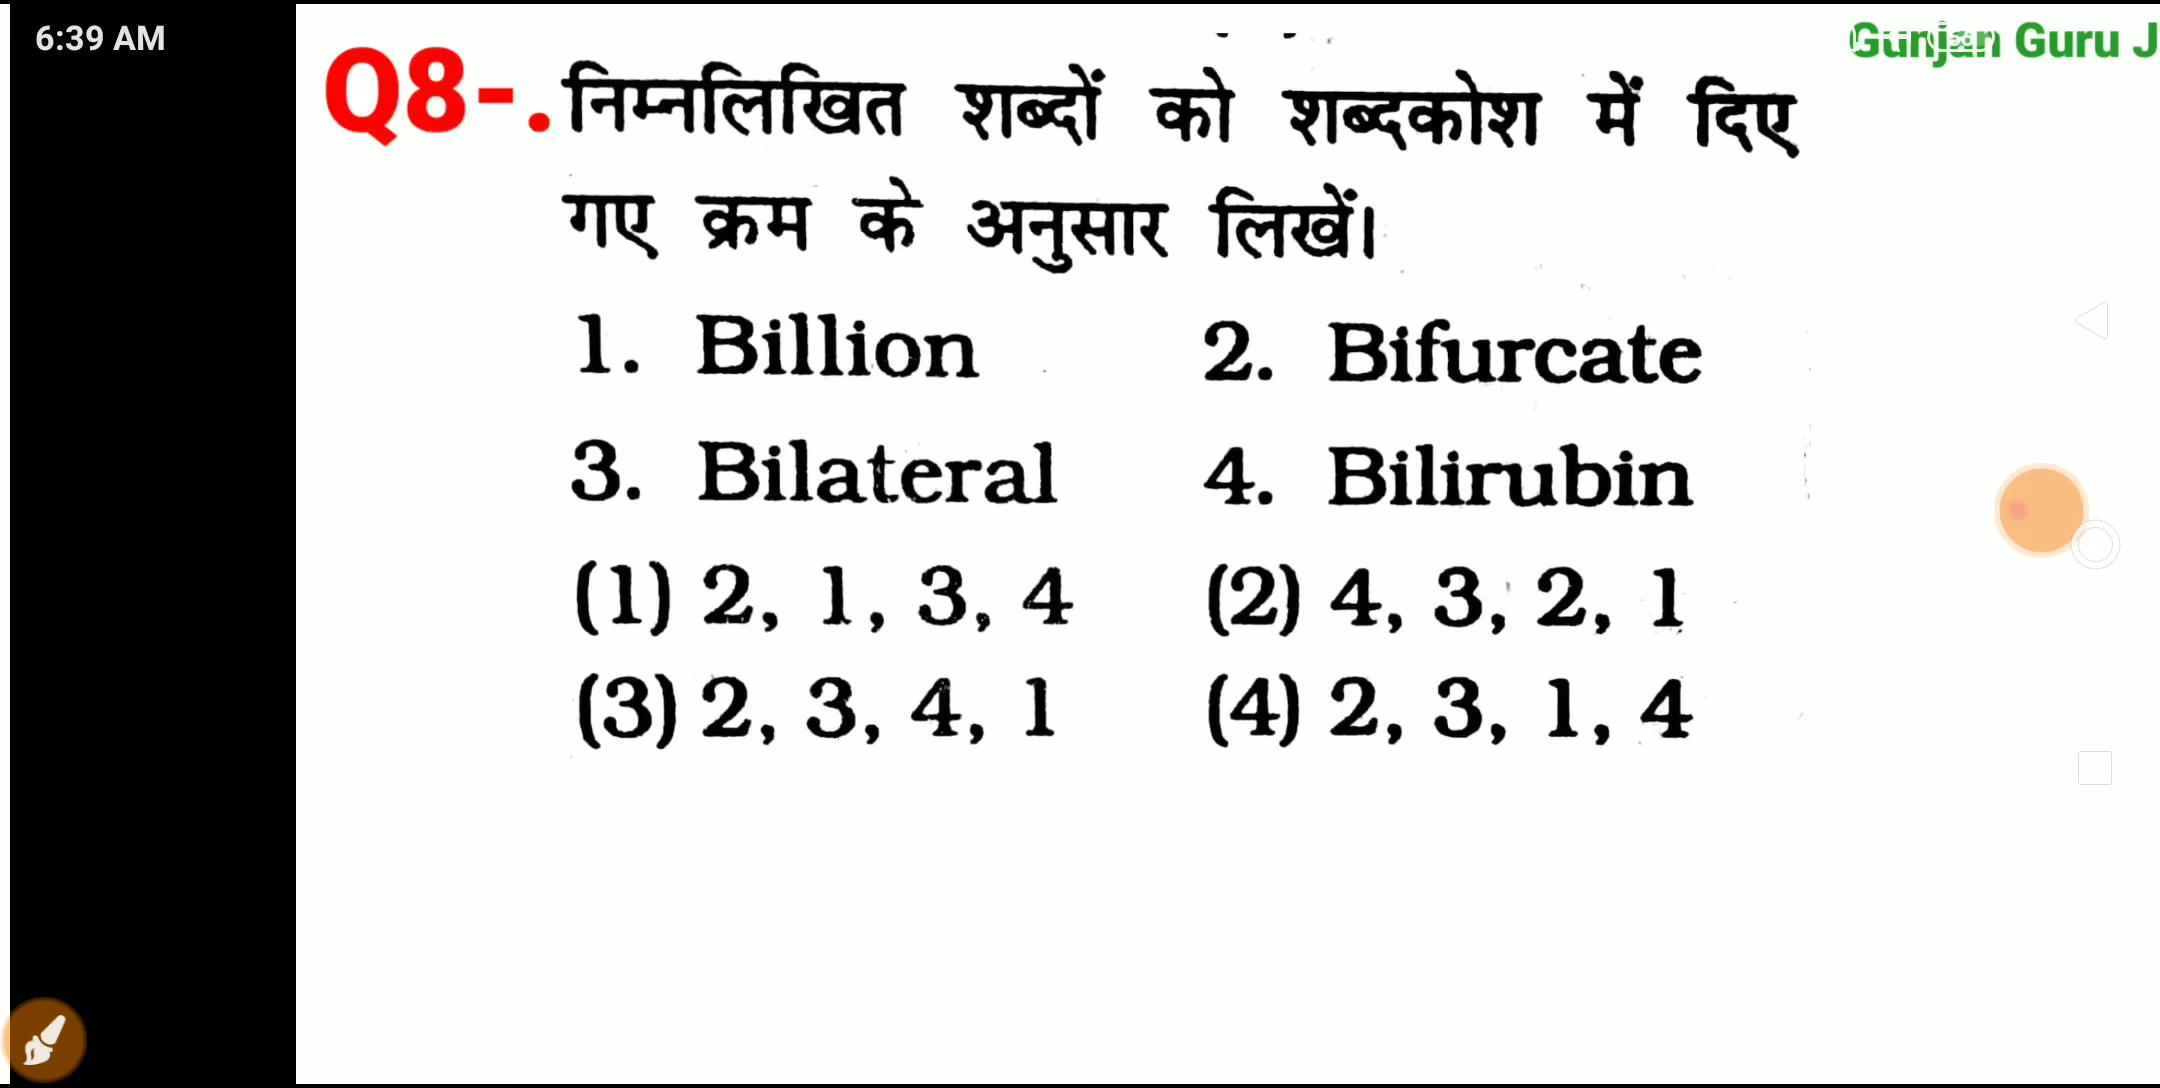 6:39 AM
Gunjan Guru J
Q8-. निम्नलिखित शब्दों को शब्दकोश में दिए
गए क्रम के अनुसार लिखें।
1. Billion 2. Bifurcate
3. Bilateral 4. Bilirubin
(1) 2, 1, 3, 4 (2) 4, 3, 2, 1
(3) 2, 3, 4, 1 (4) 2, 3, 1, 4